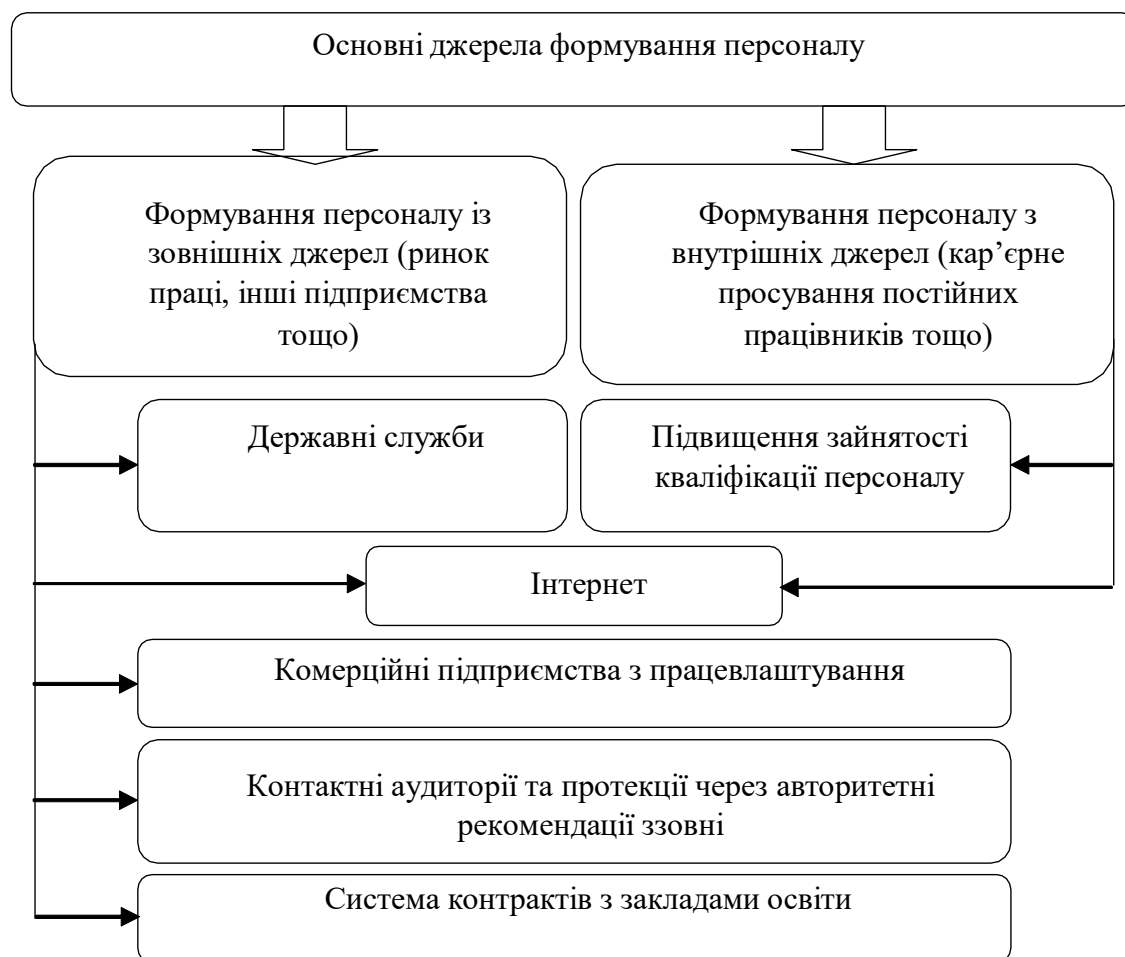 Основні джерела формування персоналу
Формування персоналу із
зовнішніх джерел (ринок
праці, інші підприємства
тощо)
Формування персоналу з
внутрішніх джерел (кар’єрне
просування постійних
працівників тощо)
Державні служби
Підвищення зайнятості
кваліфікації персоналу
Інтернет
Комерційні підприємства з працевлаштування
Контактні аудиторії та протекції через авторитетні
рекомендації ззовні
Система контрактів з закладами освіти